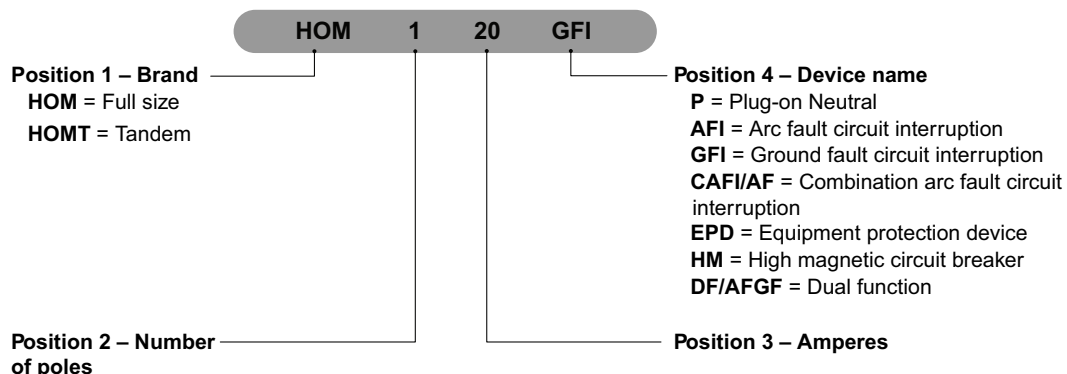 HOM 1 20 GFI
Position 1 – Brand
HOM = Full size
HOMT = Tandem
Position 2 – Number
of poles
Position 4 – Device name
P = Plug-on Neutral
AFI = Arc fault circuit interruption
GFI = Ground fault circuit interruption
CAFI/AF = Combination arc fault circuit
interruption
EPD = Equipment protection device
HM = High magnetic circuit breaker
DF/AFGF = Dual function
Position 3 – Amperes